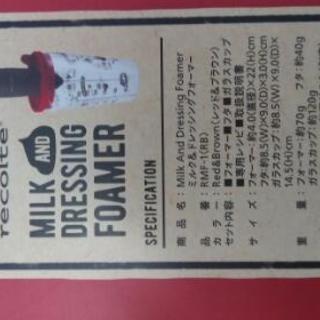 recolte
MILK AND
DRESSING
FOAMER
SPECIFICATION
商品名：Milk And Dressing Foamer
ミルク&ドレッシングフォーマー
品番：RMF-1(RB)
カラー：Red&Brown(レッド&ブラウン)
セット内容：■フォーマー■フタ■ガラスカップ
■専用レシピ■取扱説明書
サイズ：フォーマー:約4.0(直径)×22(H)cm
フタ:約8.5(W)×9.0(D)×3.0(H)cm
ガラスカップ:約8.5(W)×9.0(D)×
14.5(H)cm
重量：フォーマー:約70g フタ:約40g
ガラスカップ:約120g